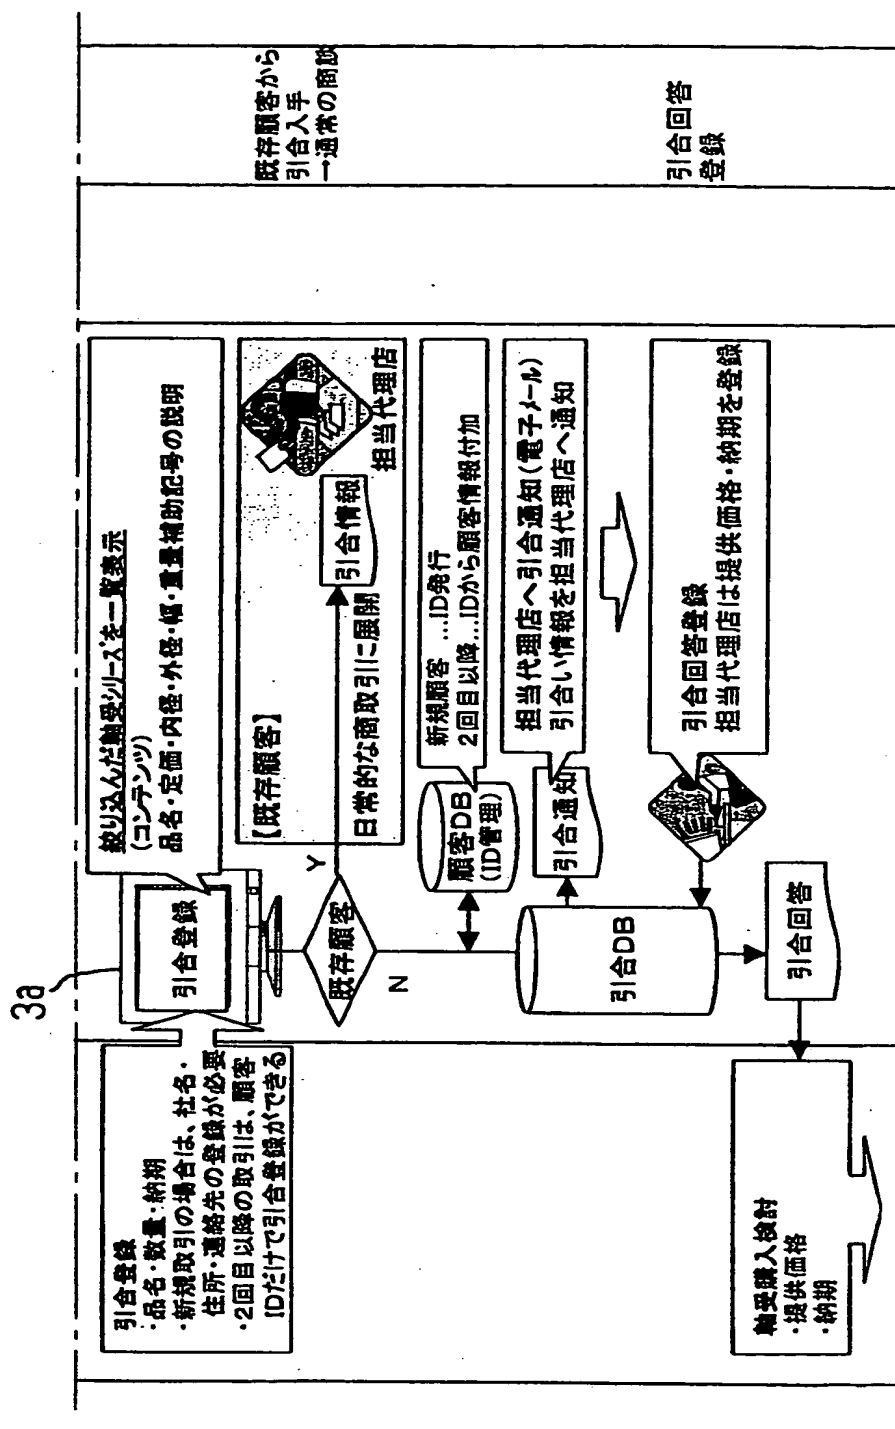 3a
引合登録
・品名・数量・納期
・新規取引の場合は、社名・
住所・連絡先の登録が必要
・2回目以降の取引は、顧客
IDだけで引合登録ができる
引合登録
絞り込んだ軸受シリーズを一覧表示
(コンテンツ)
品名・定価・内径・外径・幅・重量補助記号の説明
既存顧客
Y
N
【既存顧客】
日常的な商取引に展開
引合情報
担当代理店
既存顧客から
引合入手
→通常の商談
顧客DB
(ID管理)
新規顧客 …ID発行
2回目以降…IDから顧客情報付加
引合通知
担当代理店へ引合通知(電子メール)
引合い情報を担当代理店へ通知
引合DB
引合回答登録
担当代理店は提供価格・納期を登録
引合回答
登録
引合回答
軸受購入検討
・提供価格
・納期